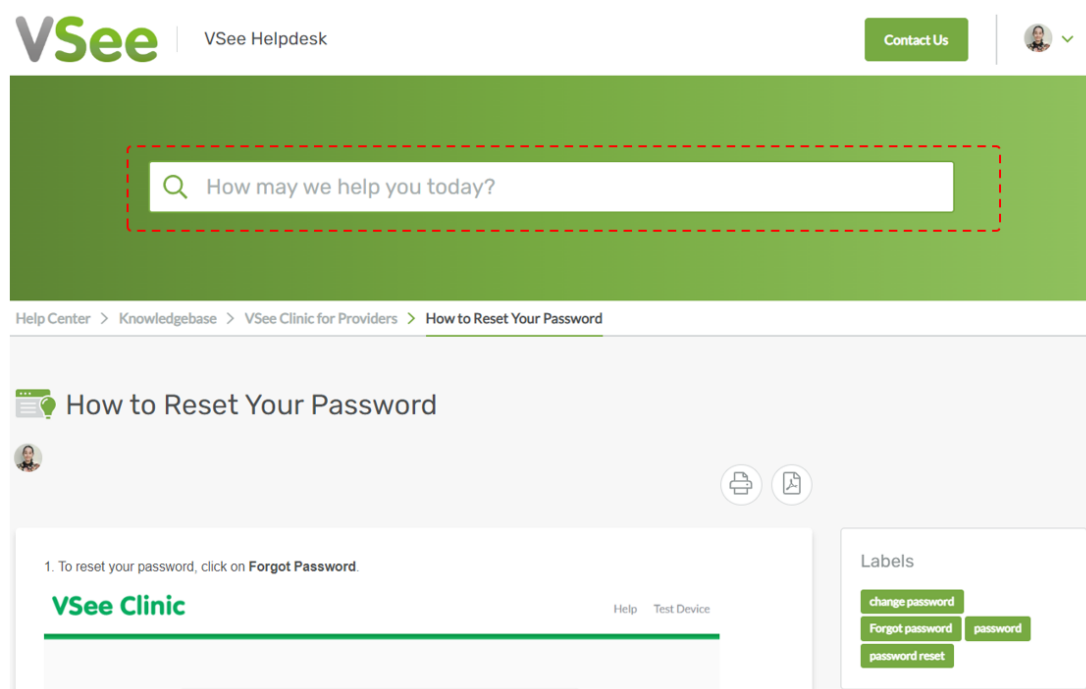 VSee
VSee Helpdesk
Contact Us
How may we help you today?
Help Center > Knowledgebase > VSee Clinic for Providers > How to Reset Your Password
How to Reset Your Password
1. To reset your password, click on Forgot Password.
VSee Clinic
Help Test Device
Labels
change password
Forgot password password
password reset